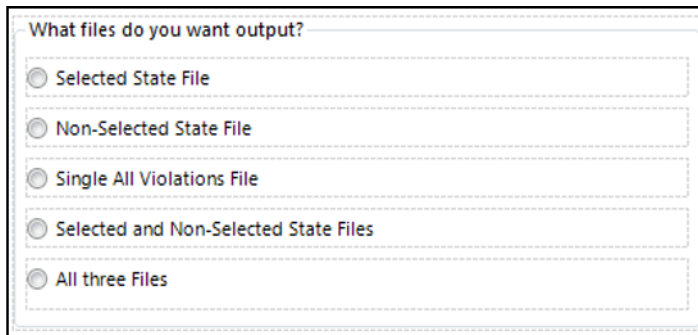 What files do you want output?
Selected State File
Non-Selected State File
Single All Violations File
Selected and Non-Selected State Files
All three Files